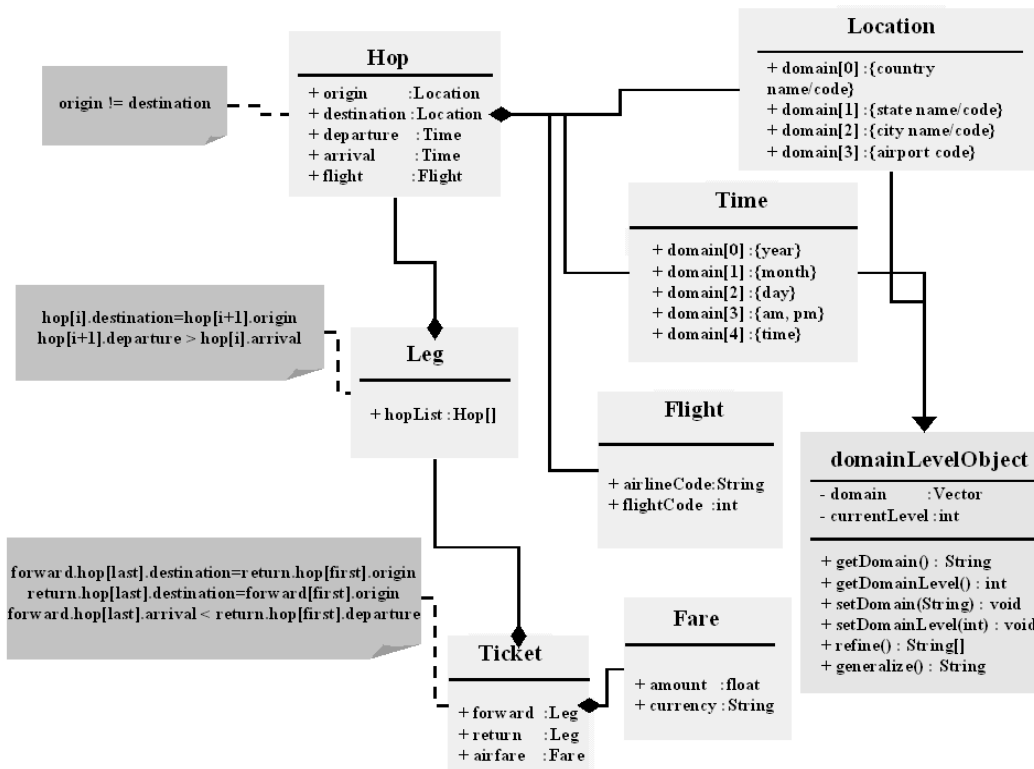 Hop
+ origin :Location
+ destination :Location
+ departure : Time
+ arrival : Time
+ flight : Flight
origin != destination
Location
+ domain[0] :{country
name/code}
+ domain[1] :{state name/code}
+ domain[2] :{city name/code}
+ domain[3] :{airport code}
Time
+ domain[0] :{year}
+ domain[1] :{month}
+ domain[2] :{day}
+ domain[3] :{am, pm}
+ domain[4] :{time}
hop[i].destination=hop[i+1].origin
hop[i+1].departure > hop[i].arrival
Leg
+ hopList : Hop[]
Flight
+ airlineCode:String
+ flightCode :int
domainLevelObject
- domain :Vector
- currentLevel :int
+ getDomain() : String
+ getDomainLevel() : int
+ setDomain(String) : void
+ setDomainLevel(int) : void
+ refine() : String[]
+ generalize() : String
forward.hop[last].destination=return.hop[first].origin
return.hop[last].destination=forward[first].origin
forward.hop[last].arrival < return.hop[first].departure
Ticket
+ forward :Leg
+ return :Leg
+ airfare : Fare
Fare
+ amount :float
+ currency : String